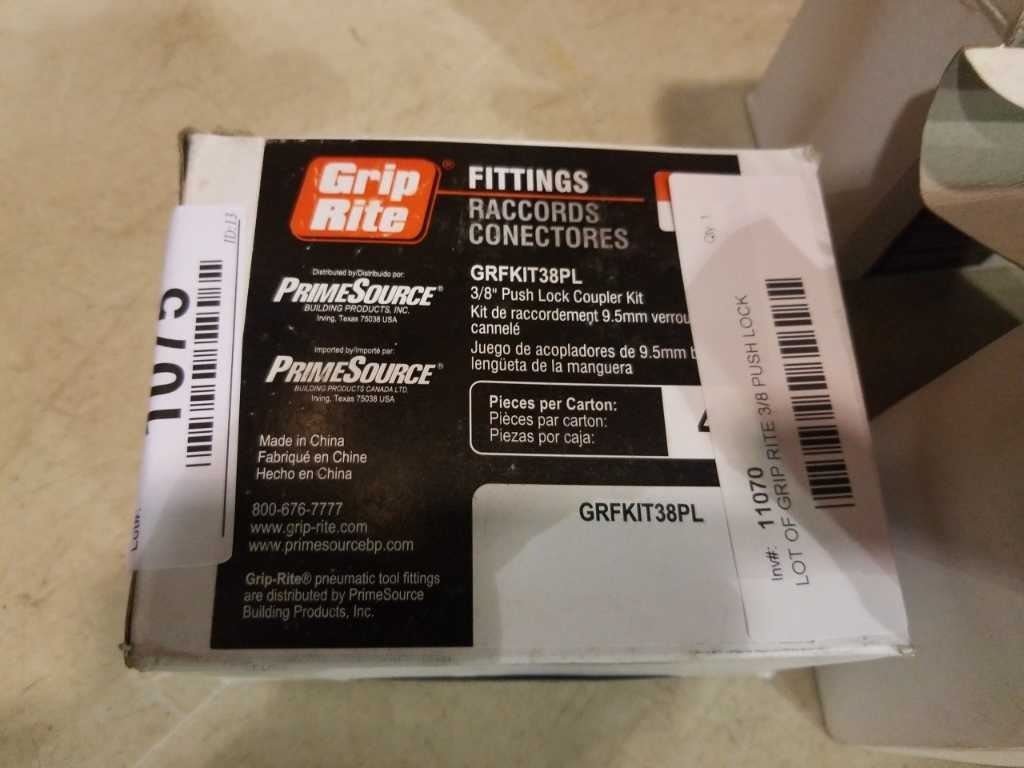 Grip
Rite®
FITTINGS
RACCORDS
CONECTORES
GRFKIT38PL
3/8" Push Lock Coupler Kit
Kit de raccordement 9.5mm
cannelé
Juego de acopladores de 9.5mm
lengüeta de la manguera
Pieces per Carton:
Pièces par carton:
Piezas por caja:
GRFKIT38PL
Distributed by/Distribuido por:
PRIMESOURCE®
BUILDING PRODUCTS, INC.
Irving, Texas 75038 USA
Imported by/Importé par:
PRIMESOURCE®
BUILDING PRODUCTS CANADA LTD.
Irving, Texas 75038 USA
Made in China
Fabriqué en Chine
Hecho en China
800-676-7777
www.grip-rite.com
www.primesourcebp.com
Grip-Rite® pneumatic tool fittings
are distributed by PrimeSource
Building Products, Inc.
1075
ID:13
Qty 1
Inv#: 11070
LOT OF GRIP RITE 3/8 PUSH LOCK